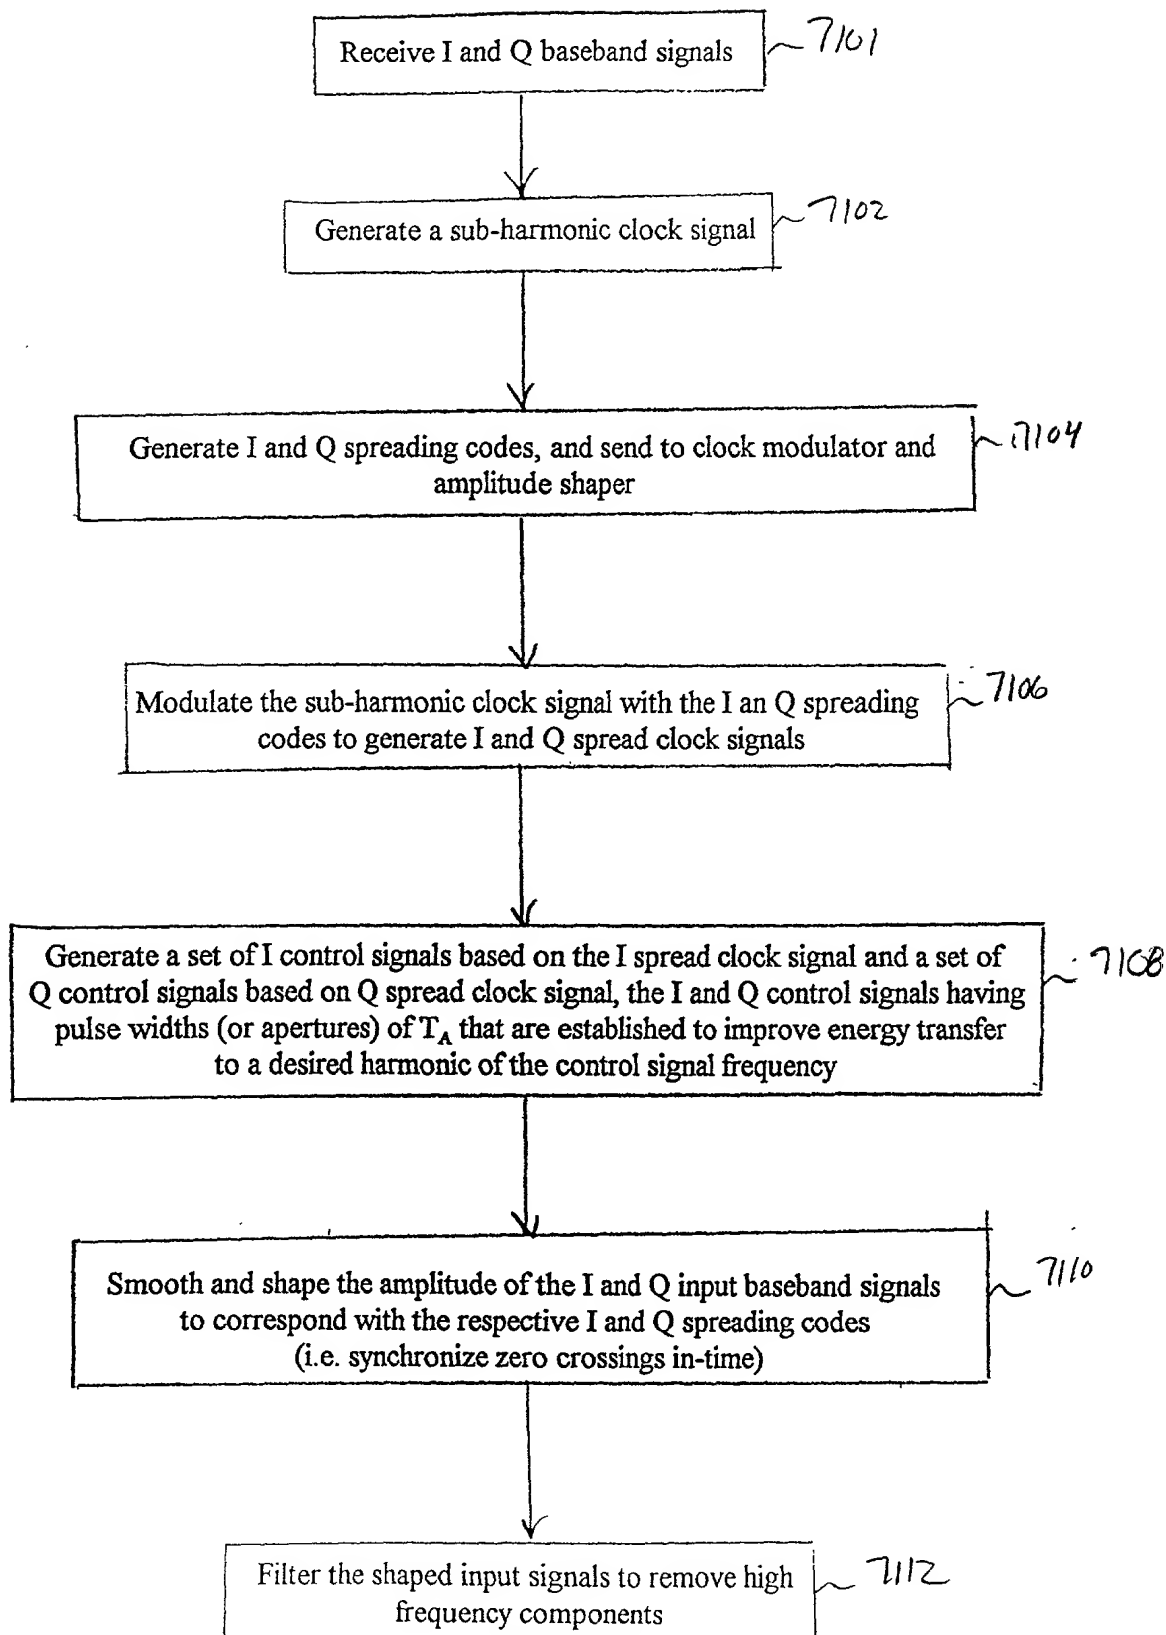 Receive I and Q baseband signals
7101
Generate a sub-harmonic clock signal
7102
Generate I and Q spreading codes, and send to clock modulator and
amplitude shaper
7104
Modulate the sub-harmonic clock signal with the I an Q spreading
codes to generate I and Q spread clock signals
7106
Generate a set of I control signals based on the I spread clock signal and a set of
Q control signals based on Q spread clock signal, the I and Q control signals having
pulse widths (or apertures) of TA that are established to improve energy transfer
to a desired harmonic of the control signal frequency
7108
Smooth and shape the amplitude of the I and Q input baseband signals
to correspond with the respective I and Q spreading codes
(i.e. synchronize zero crossings in-time)
7110
Filter the shaped input signals to remove high
frequency components
7112